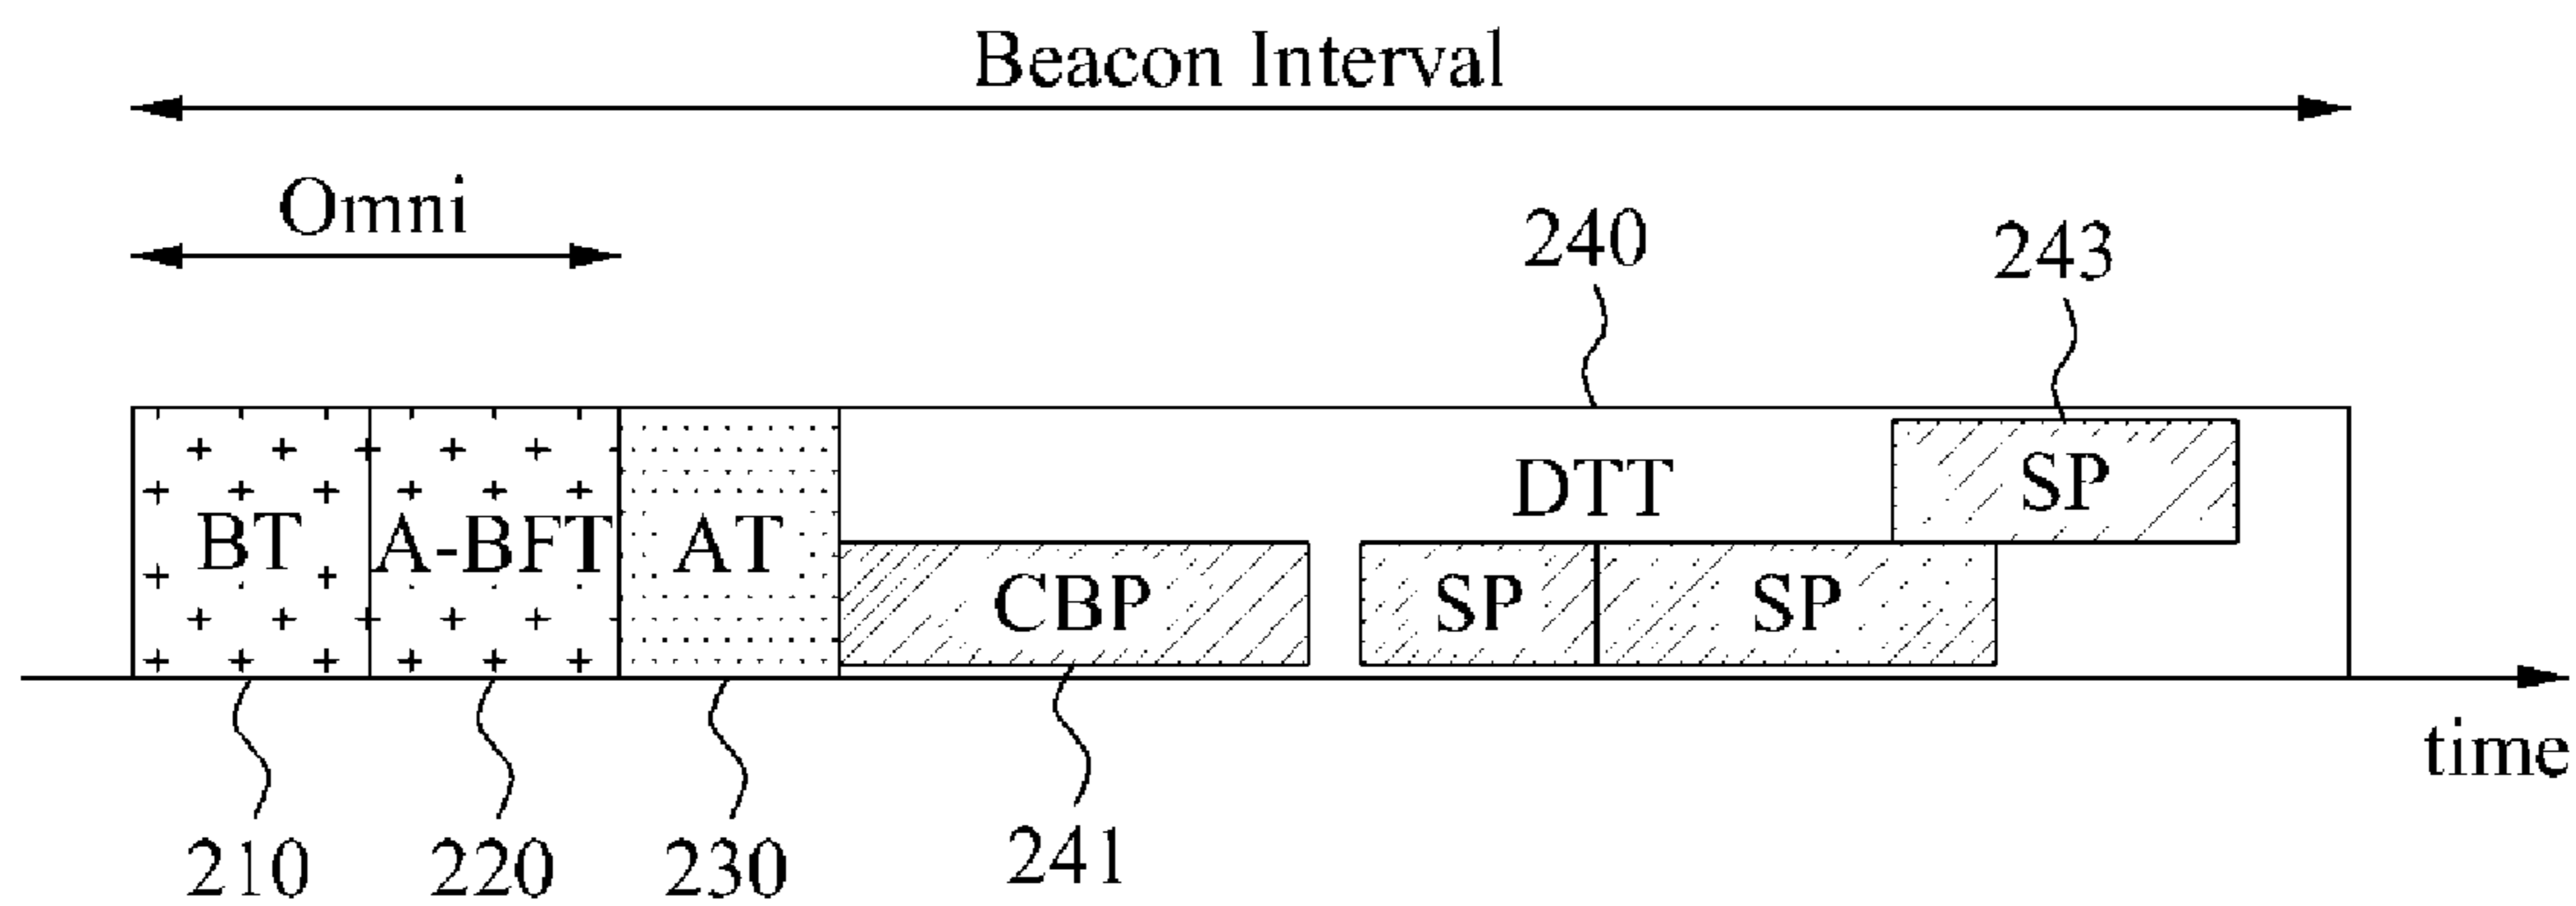 Beacon Interval
Omni
240
243
DTT
SP
BT
A-BFT
AT
CBP
SP
SP
time
210
220
230
241